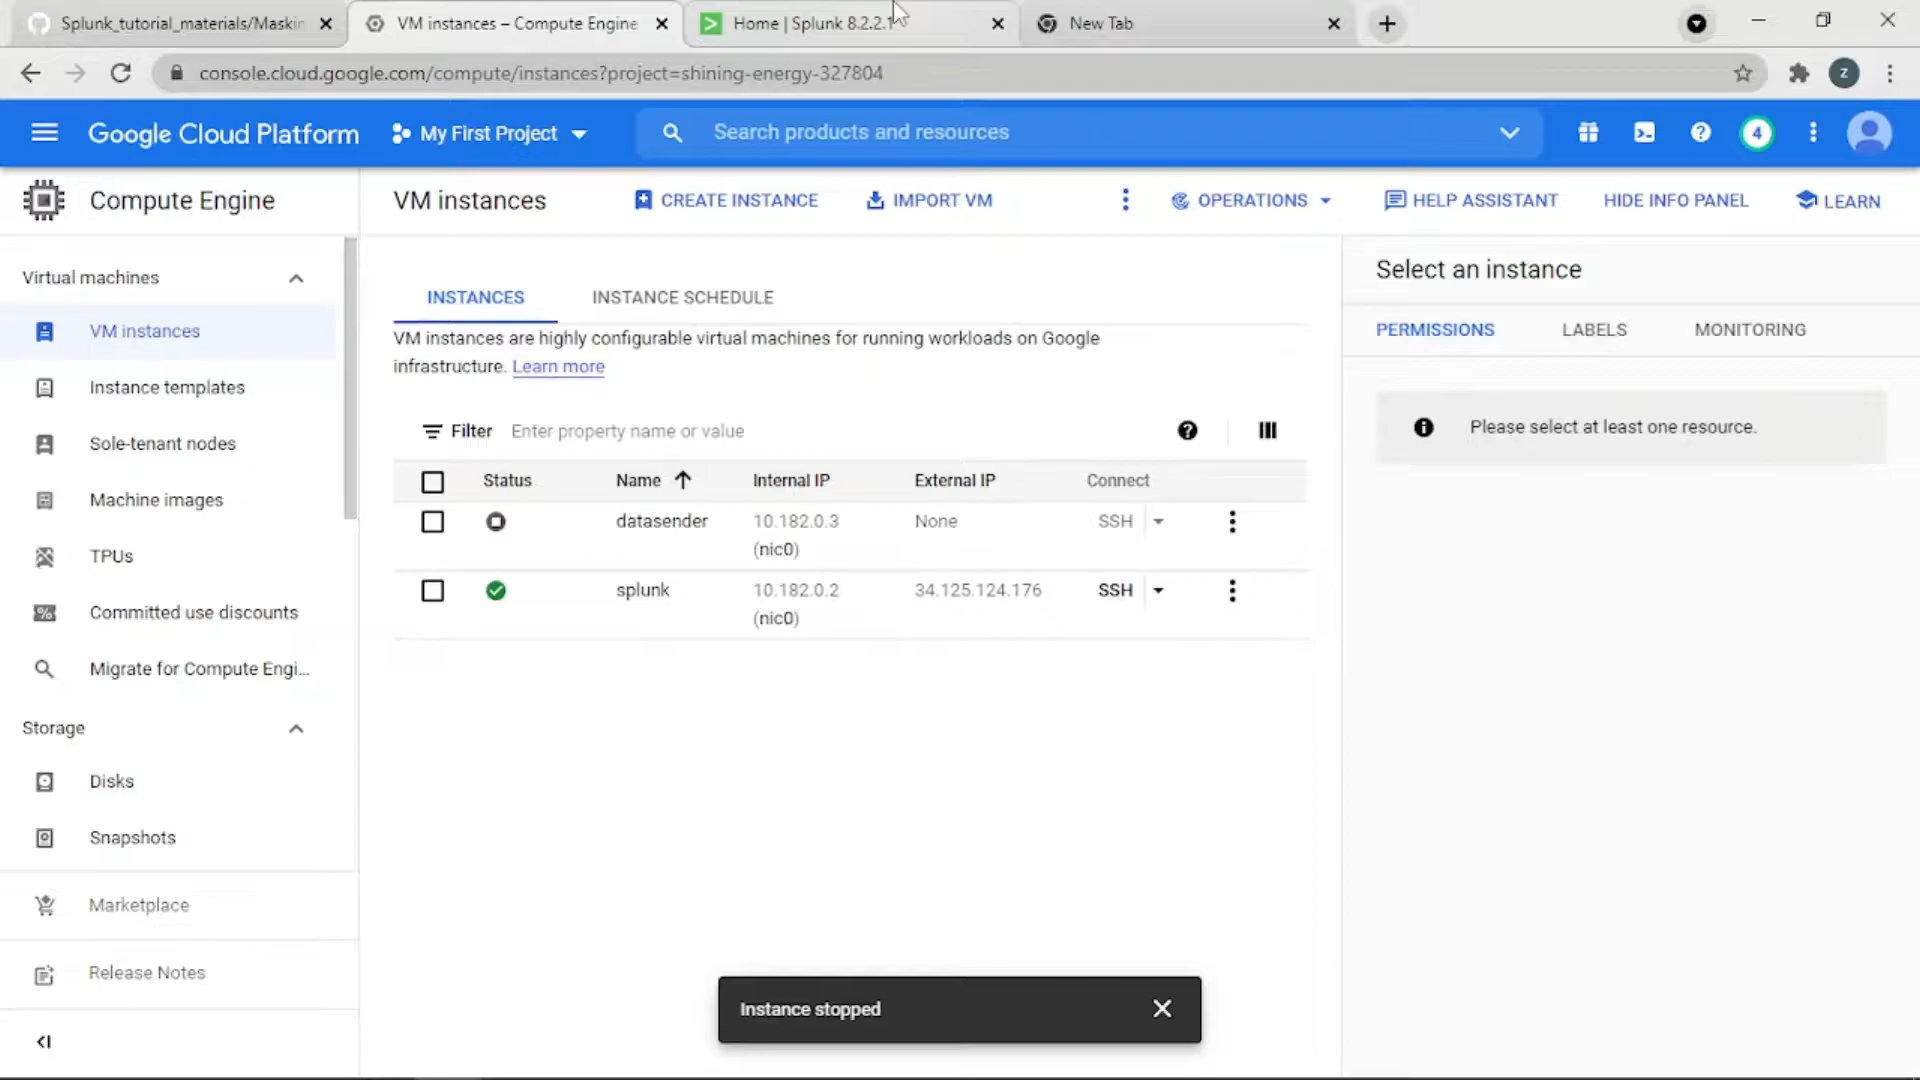 Splunk_tutorial_materials/Maskin
VM instances – Compute Engine
Home | Splunk 8.2.2.1
New Tab
console.cloud.google.com/compute/instances?project=shining-energy-327804
z
Google Cloud Platform
My First Project
Search products and resources
4
Compute Engine
VM instances
CREATE INSTANCE
IMPORT VM
OPERATIONS
HELP ASSISTANT
HIDE INFO PANEL
LEARN
Virtual machines
VM instances
Instance templates
Sole-tenant nodes
Machine images
TPUs
Committed use discounts
Migrate for Compute Engi...
Storage
Disks
Snapshots
Marketplace
Release Notes
INSTANCES
INSTANCE SCHEDULE
VM instances are highly configurable virtual machines for running workloads on Google
infrastructure. Learn more
Filter Enter property name or value
Status Name Internal IP External IP Connect
datasender 10.182.0.3 None SSH
(nic0)
splunk 10.182.0.2 34.125.124.176 SSH
(nic0)
Select an instance
PERMISSIONS
LABELS
MONITORING
Please select at least one resource.
Instance stopped